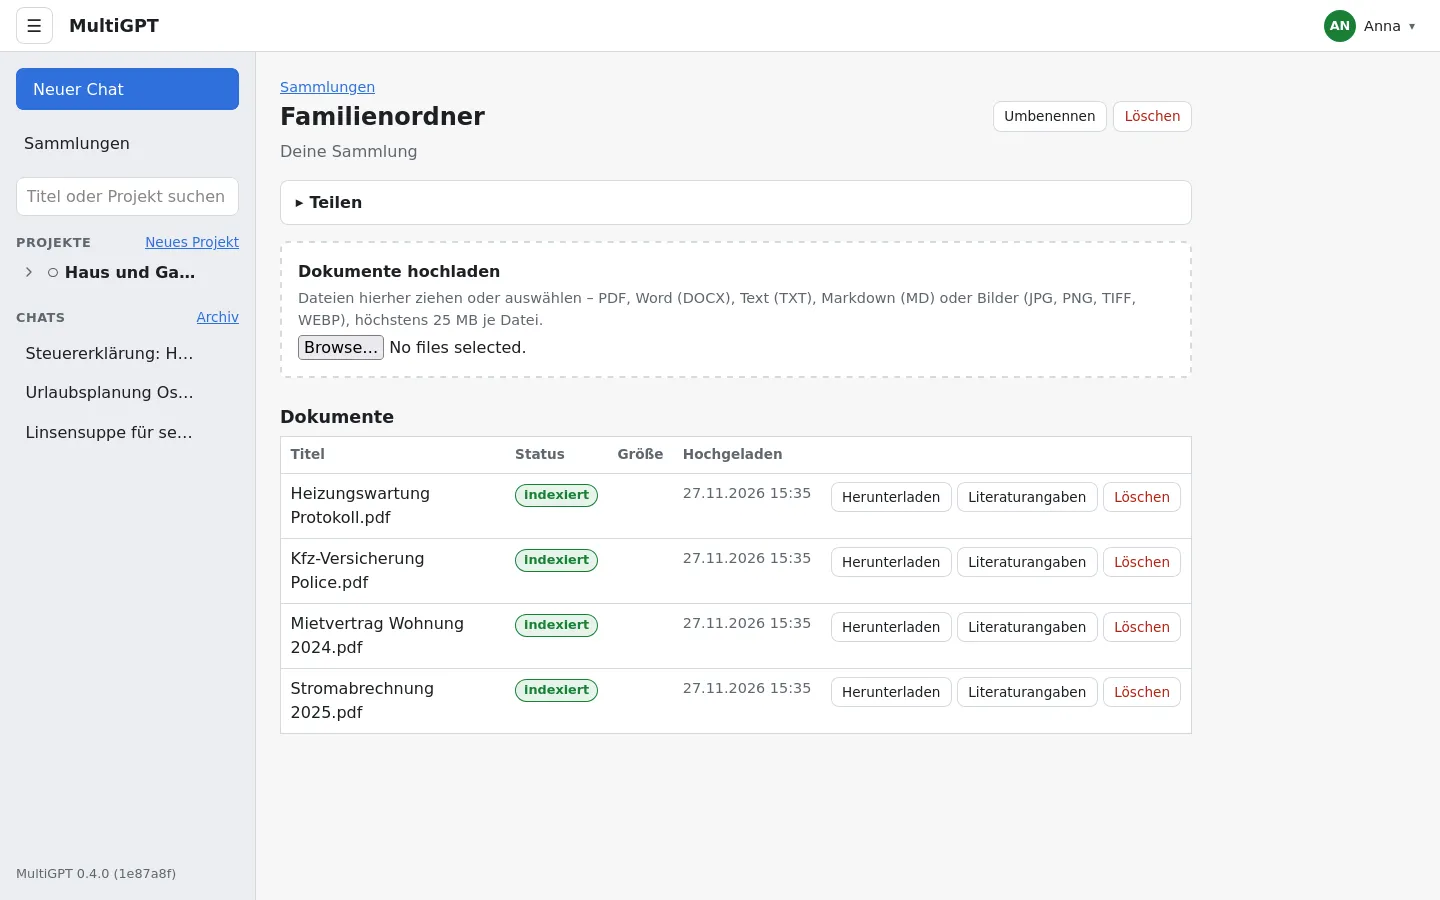 ☰ MultiGPT
AN Anna ▾
Neuer Chat
Sammlungen
Titel oder Projekt suchen
PROJEKTE Neues Projekt
Haus und Ga…
CHATS Archiv
Steuererklärung: H…
Urlaubsplanung Os…
Linsensuppe für se…
MultiGPT 0.4.0 (1e87a8f)
Sammlungen
Familienordner
Umbenennen Löschen
Deine Sammlung
▸ Teilen
Dokumente hochladen
Dateien hierher ziehen oder auswählen – PDF, Word (DOCX), Text (TXT), Markdown (MD) oder Bilder (JPG, PNG, TIFF,
WEBP), höchstens 25 MB je Datei.
Browse… No files selected.
Dokumente
Titel Status Größe Hochgeladen
Heizungswartung
Protokoll.pdf
indexiert 27.11.2026 15:35 Herunterladen Literaturangaben Löschen
Kfz-Versicherung
Police.pdf
indexiert 27.11.2026 15:35 Herunterladen Literaturangaben Löschen
Mietvertrag Wohnung
2024.pdf
indexiert 27.11.2026 15:35 Herunterladen Literaturangaben Löschen
Stromabrechnung
2025.pdf
indexiert 27.11.2026 15:35 Herunterladen Literaturangaben Löschen